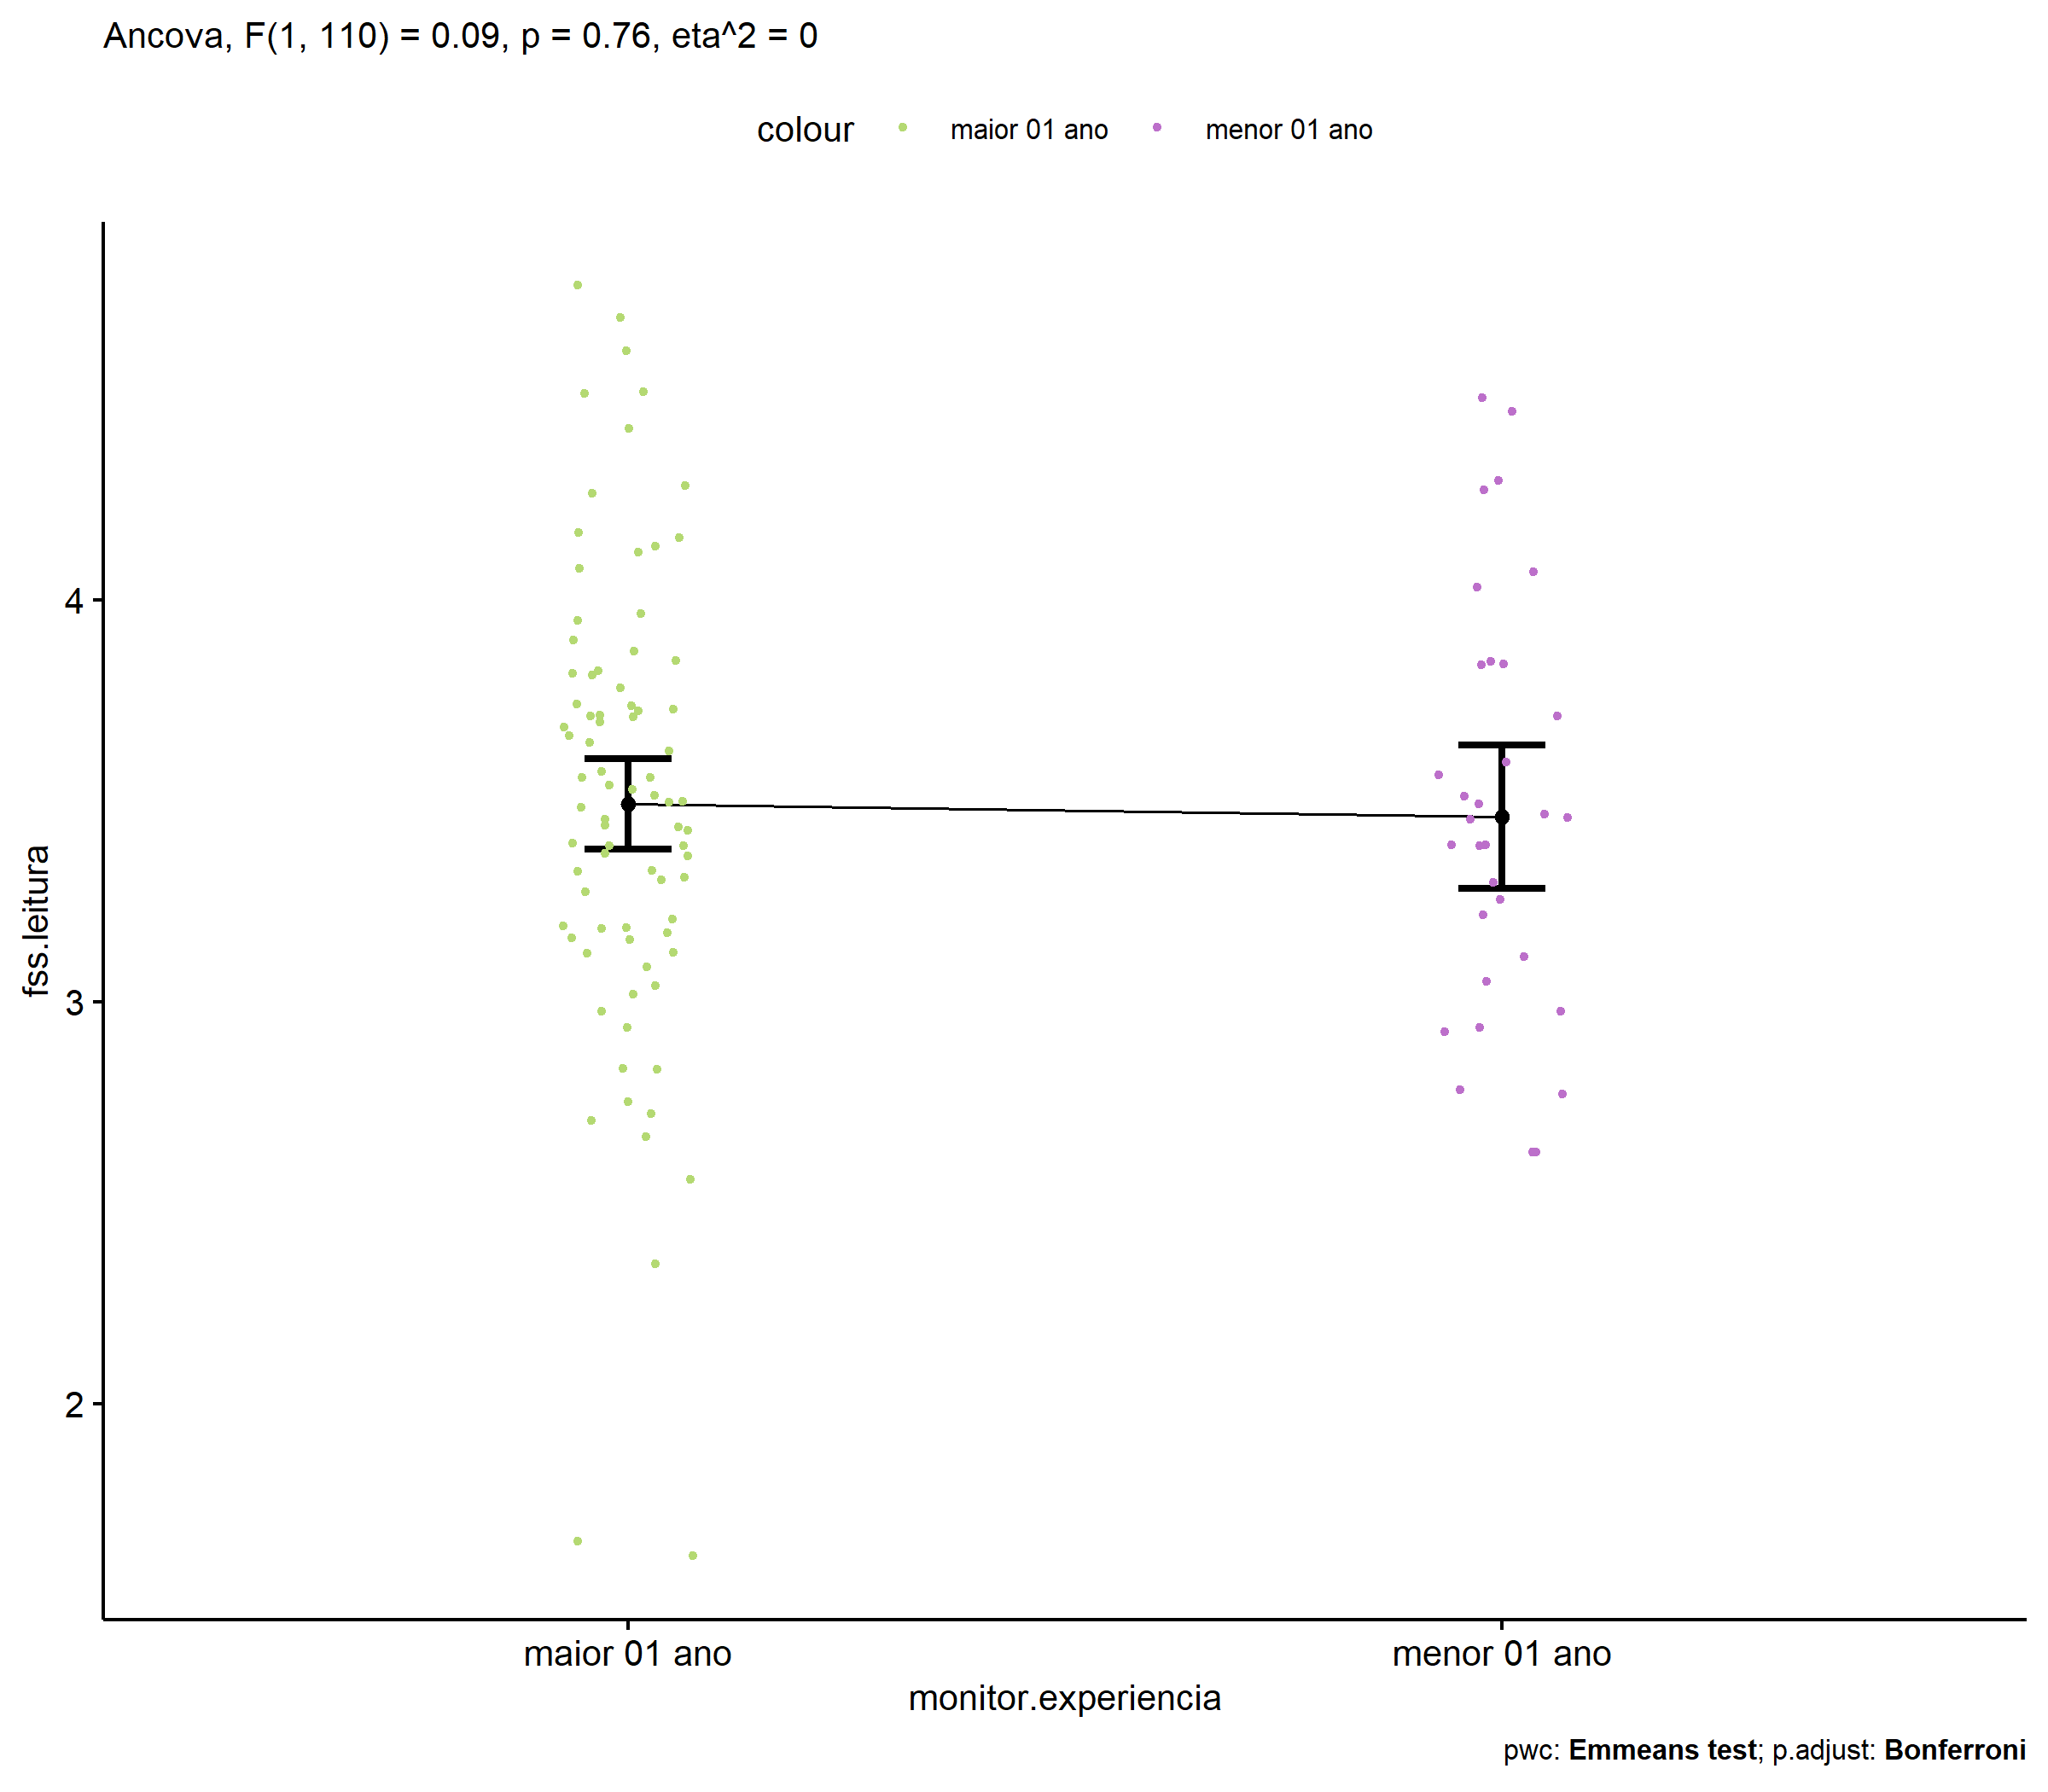 Ancova, F(1, 110) = 0.09, p = 0.76, eta^2 = 0
colour maior 01 ano menor 01 ano
fss.leitura
4
3
2
maior 01 ano menor 01 ano
monitor.experiencia
pwc: Emmeans test; p.adjust: Bonferroni